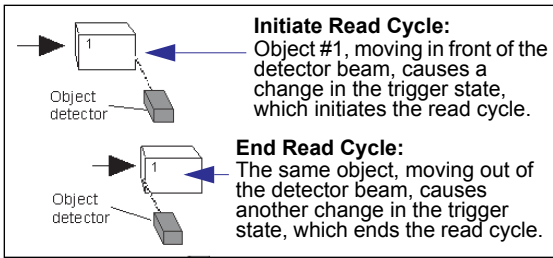 Initiate Read Cycle:
Object #1, moving in front of the
detector beam, causes a
change in the trigger state,
which initiates the read cycle.
1
Object
detector
End Read Cycle:
The same object, moving out of
the detector beam, causes
another change in the trigger
state, which ends the read cycle.
1
Object
detector